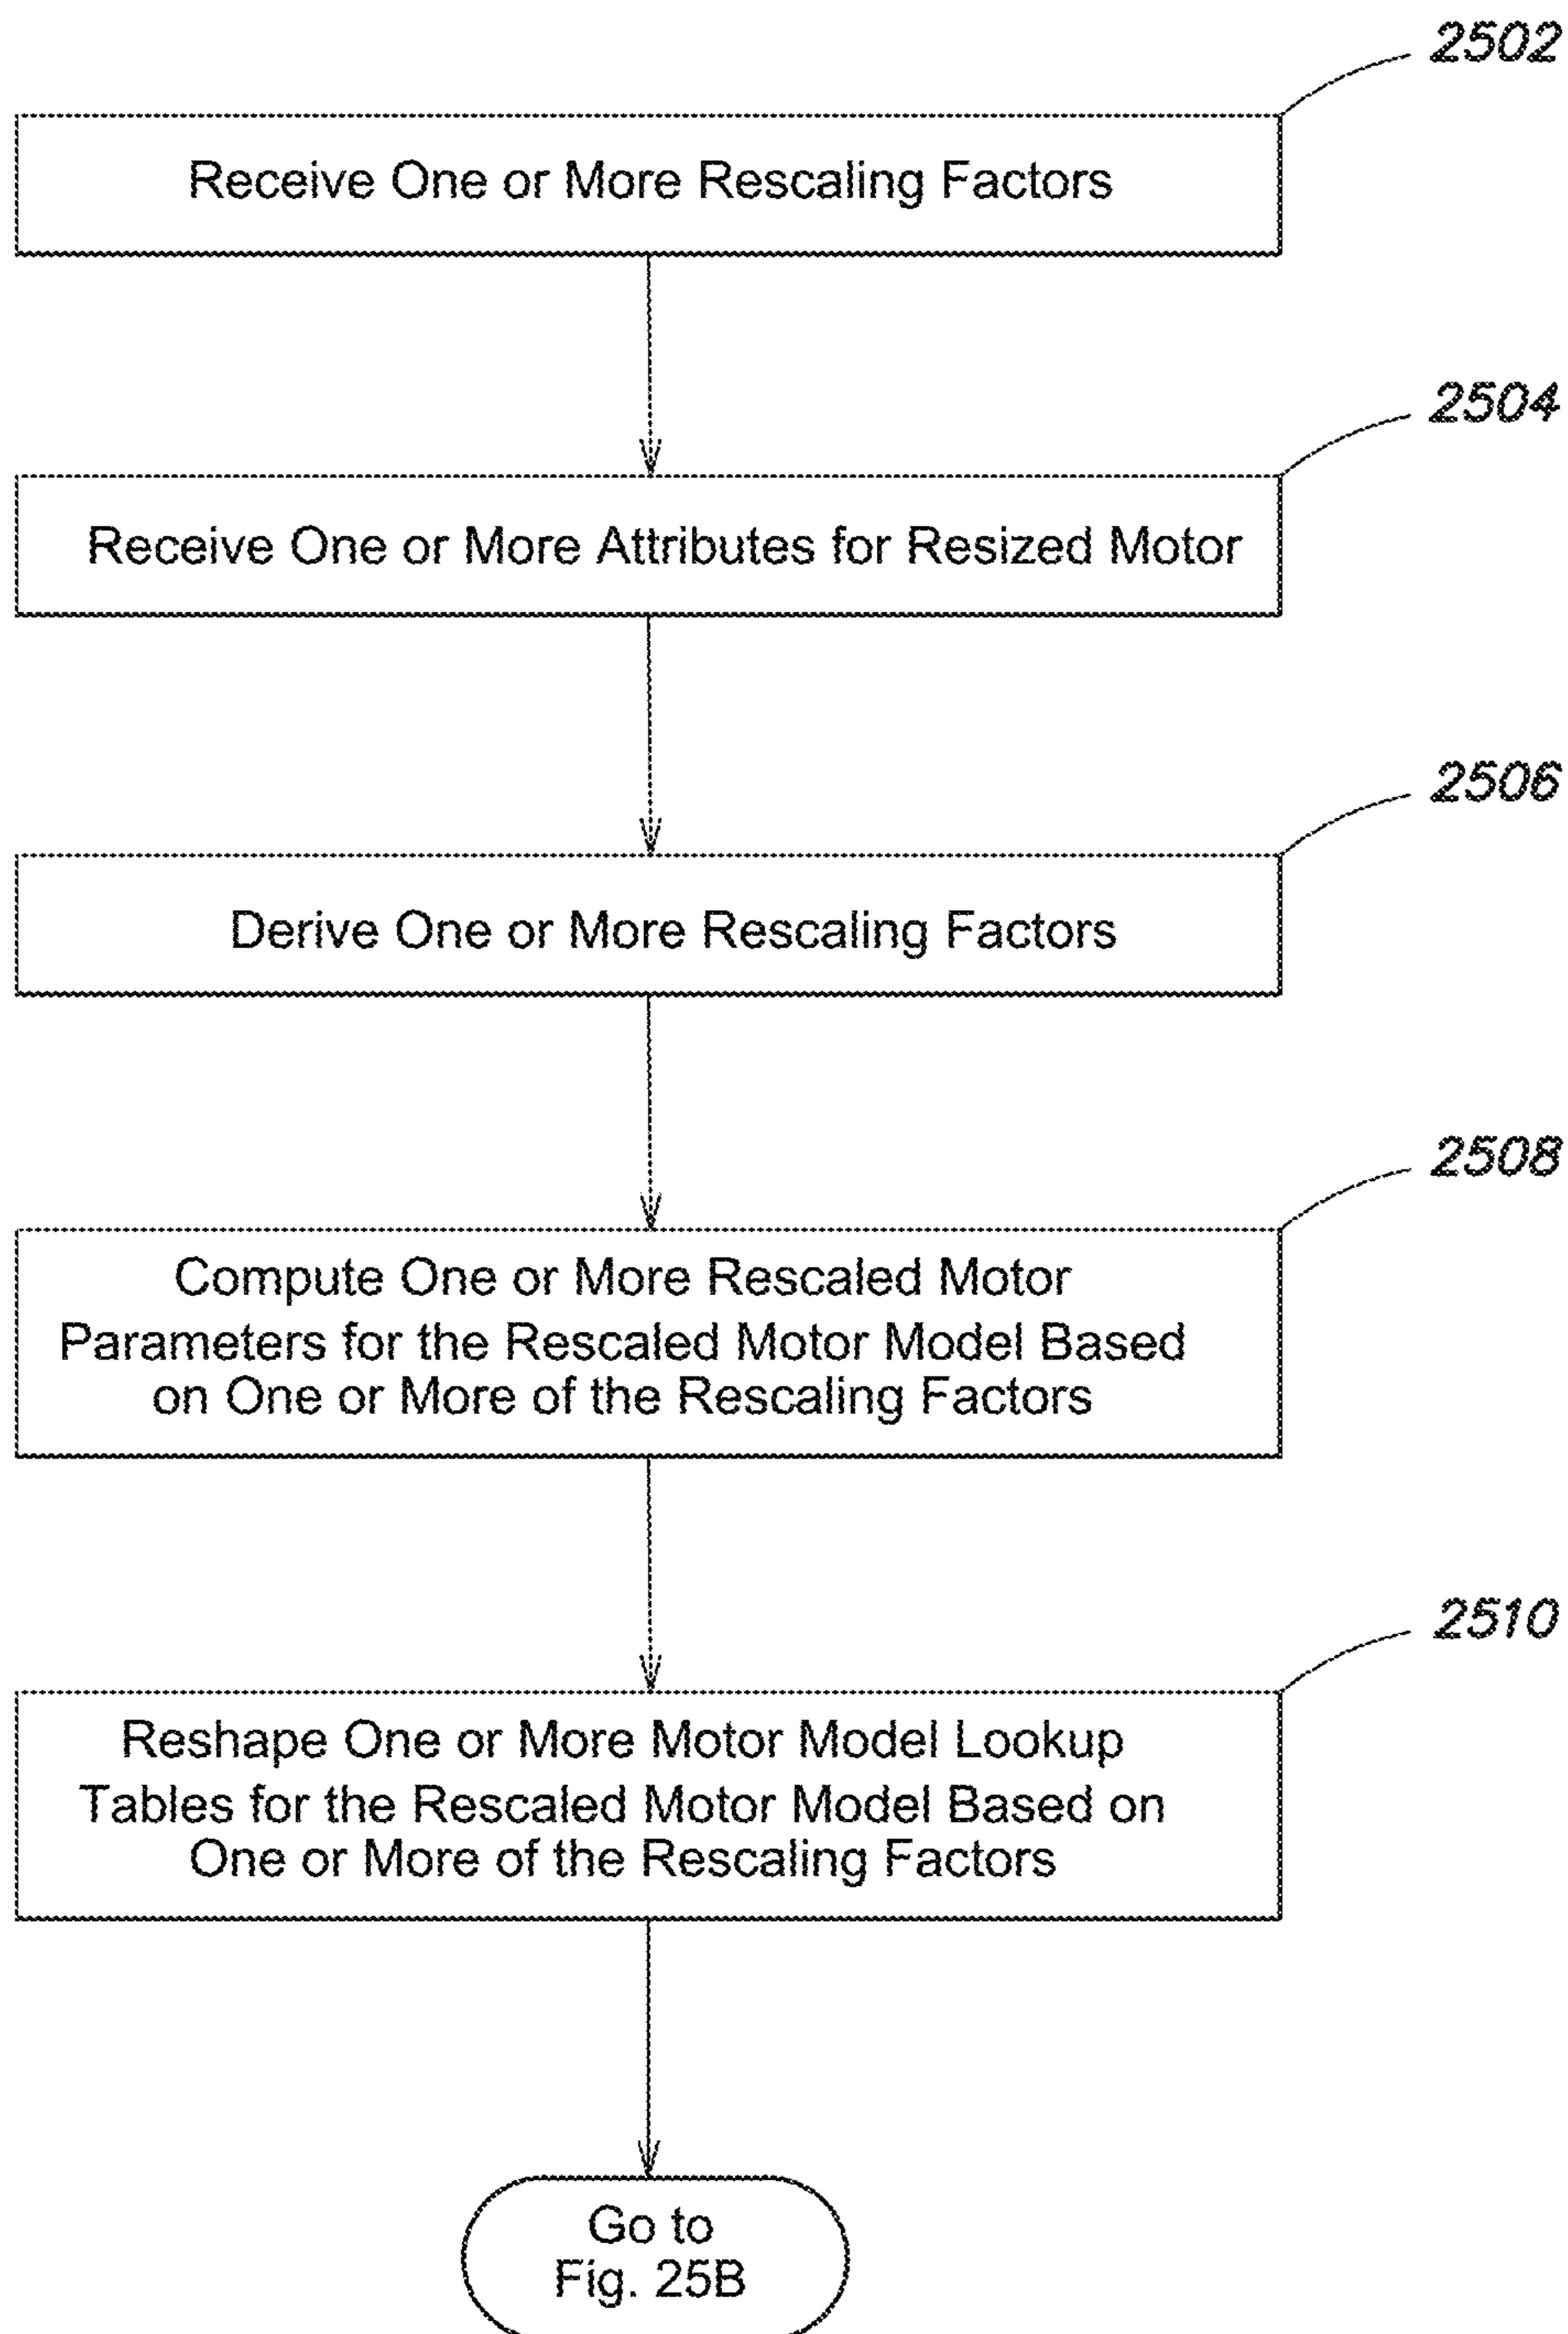 2502
Receive One or More Rescaling Factors
2504
Receive One or More Attributes for Resized Motor
2506
Derive One or More Rescaling Factors
2508
Compute One or More Rescaled Motor
Parameters for the Rescaled Motor Model Based
on One or More of the Rescaling Factors
2510
Reshape One or More Motor Model Lookup
Tables for the Rescaled Motor Model Based on
One or More of the Rescaling Factors
Go to
Fig. 25B